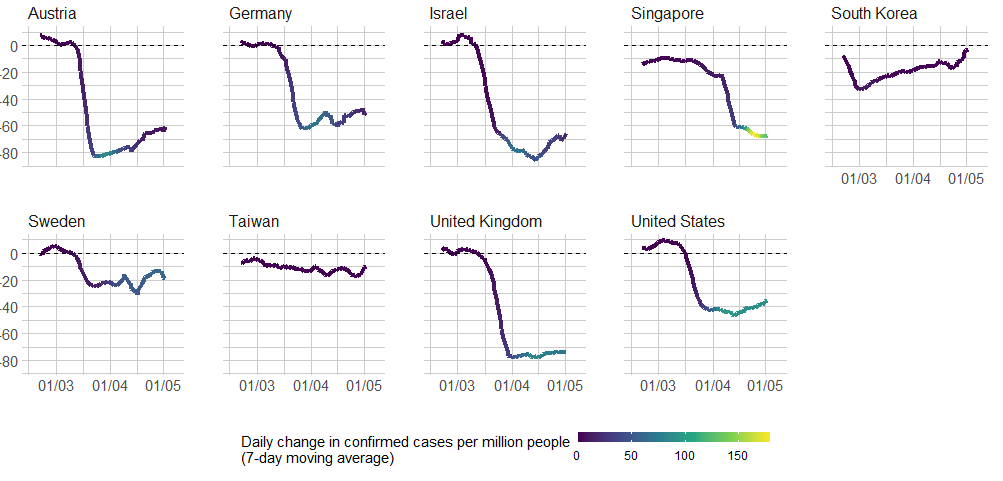 Austria Germany Israel Singapore South Korea
0
-20
-40
-60
-80
01/03 01/04 01/05
Sweden Taiwan United Kingdom United States
0
-20
-40
-60
-80
01/03 01/04 01/05 01/03 01/04 01/05 01/03 01/04 01/05 01/03 01/04 01/05
Daily change in confirmed cases per million people
(7-day moving average)
0 50 100 150